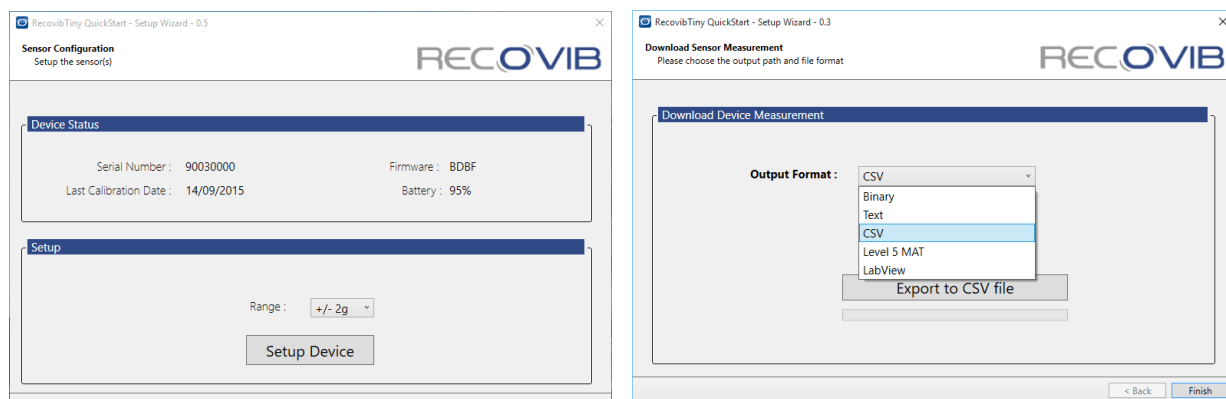 RecovibTiny QuickStart - Setup Wizard - 0.5
Sensor Configuration
Setup the sensor(s)
RECOVIB
Device Status
Serial Number : 90030000 Firmware : BDBF
Last Calibration Date : 14/09/2015 Battery : 95%
Setup
Range : +/- 2g
Setup Device
RecovibTiny QuickStart - Setup Wizard - 0.3
Download Sensor Measurement
Please choose the output path and file format
RECOVIB
Download Device Measurement
Output Format : CSV
Binary
Text
CSV
Level 5 MAT
LabView
Export to CSV file
< Back Finish